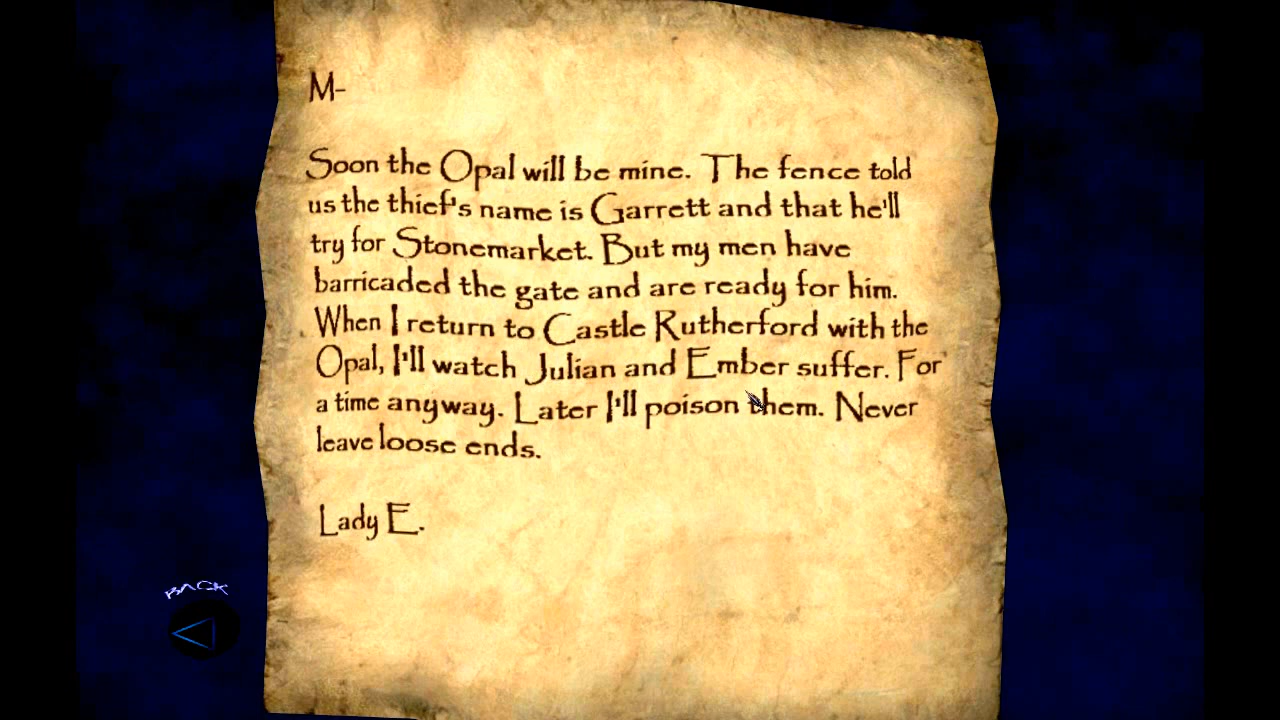 M-
Soon the Opal will be mine. The fence told
us the thief's name is Garrett and that he'll
try for Stonemarket. But my men have
barricaded the gate and are ready for him.
When I return to Castle Rutherford with the
Opal, I'll watch Julian and Ember suffer. For
a time anyway. Later I'll poison them. Never
leave loose ends.
Lady E.
BACK